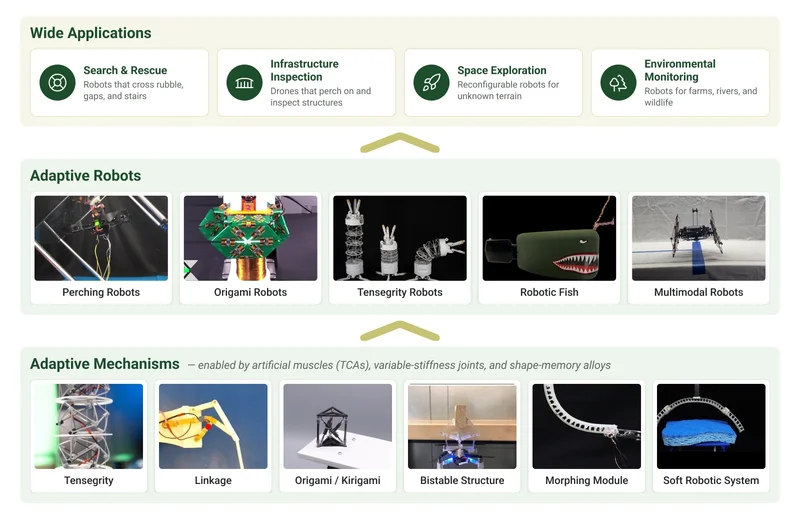 Wide Applications
Search & Rescue
Robots that cross rubble,
gaps, and stairs
Infrastructure
Inspection
Drones that perch on and
inspect structures
Space Exploration
Reconfigurable robots for
unknown terrain
Environmental
Monitoring
Robots for farms, rivers, and
wildlife
Adaptive Robots
Perching Robots
Origami Robots
Tensegrity Robots
Robotic Fish
Multimodal Robots
Adaptive Mechanisms — enabled by artificial muscles (TCAs), variable-stiffness joints, and shape-memory alloys
Tensegrity
Linkage
Origami / Kirigami
Bistable Structure
Morphing Module
Soft Robotic System